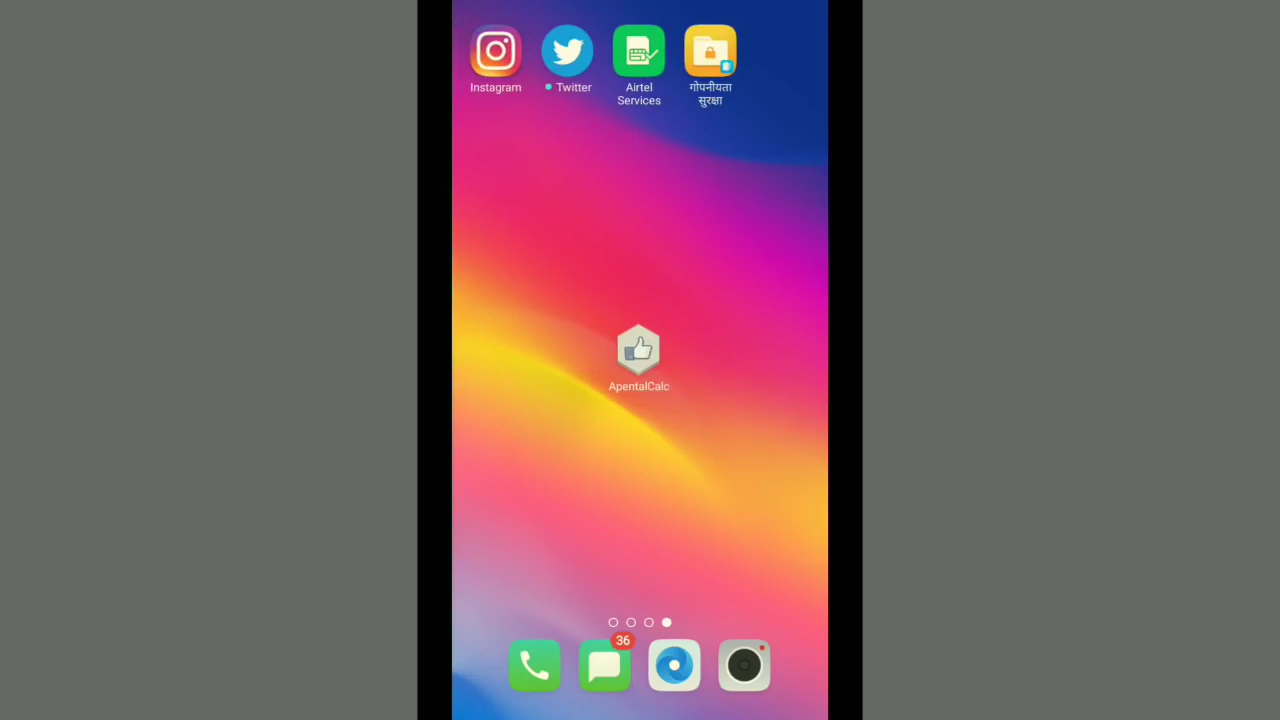 Instagram
Twitter
Airtel
Services
गोपनीयता
सुरक्षा
ApentalCalc
36